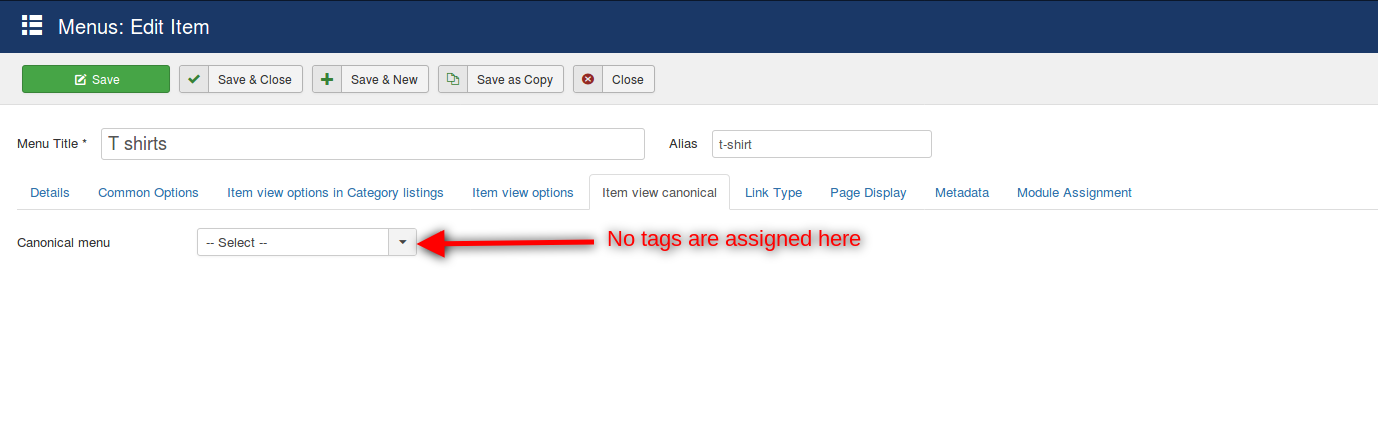 Menus: Edit Item
Save Save & Close Save & New Save as Copy Close
Menu Title * T shirts Alias t-shirt
Details Common Options Item view options in Category listings Item view options Item view canonical Link Type Page Display Metadata Module Assignment
Canonical menu -- Select -- No tags are assigned here